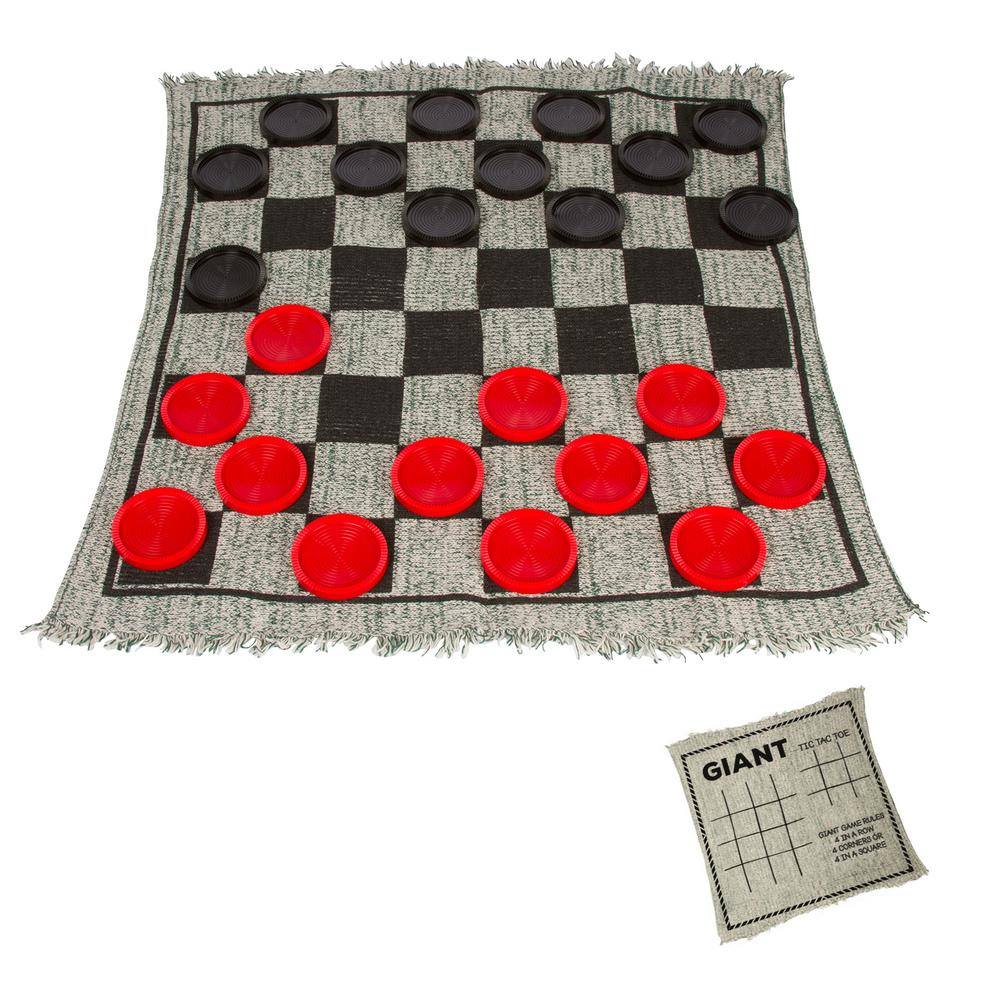 GIANT TIC TAC TOE
GIANT GAME RULES
4 IN A ROW
4 CORNERS OR
4 IN A SQUARE